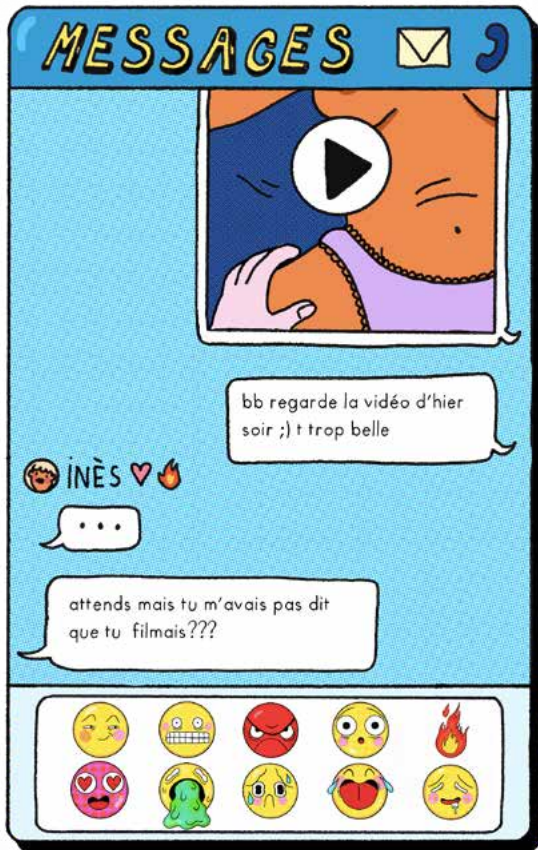 MESSAGES
bb regarde la vidéo d'hier
soir ;) t trop belle
iNÈS
...
attends mais tu m'avais pas dit
que tu filmais???